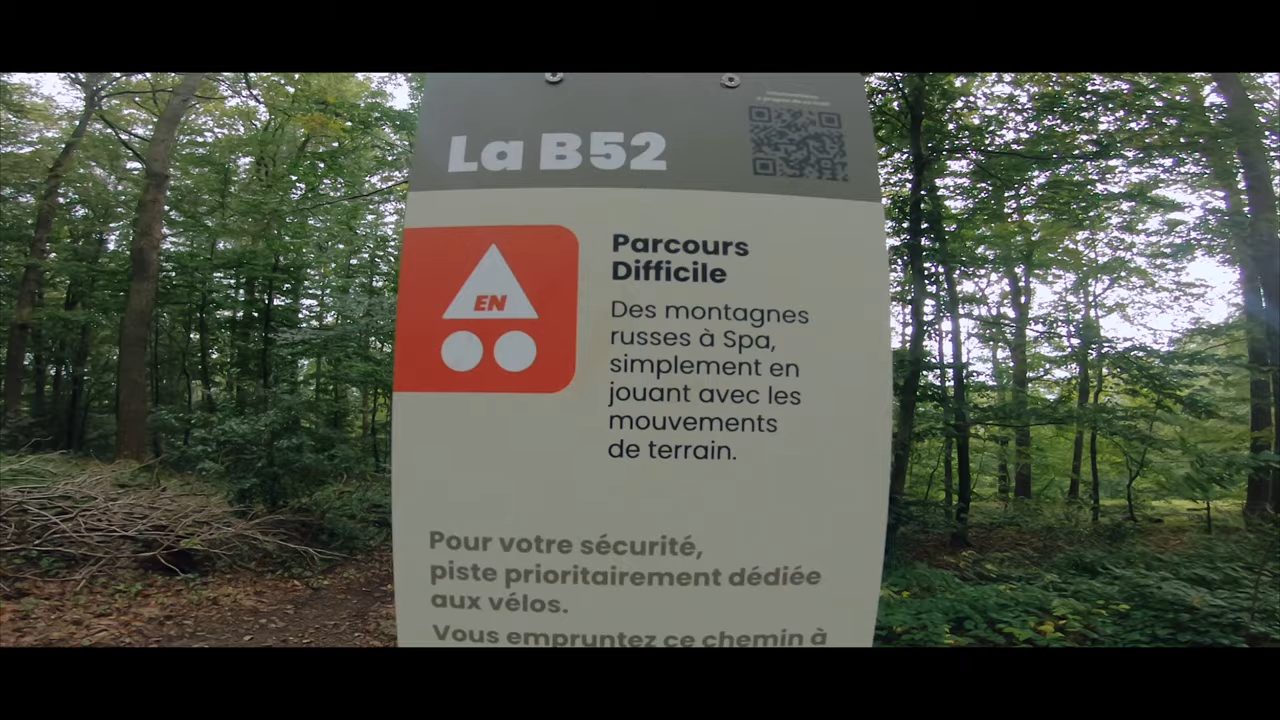 La B52
EN
Parcours
Difficile
Des montagnes
russes à Spa,
simplement en
jouant avec les
mouvements
de terrain.
Pour votre sécurité,
piste prioritairement dédiée
aux vélos.
Vous empruntez ce chemin à